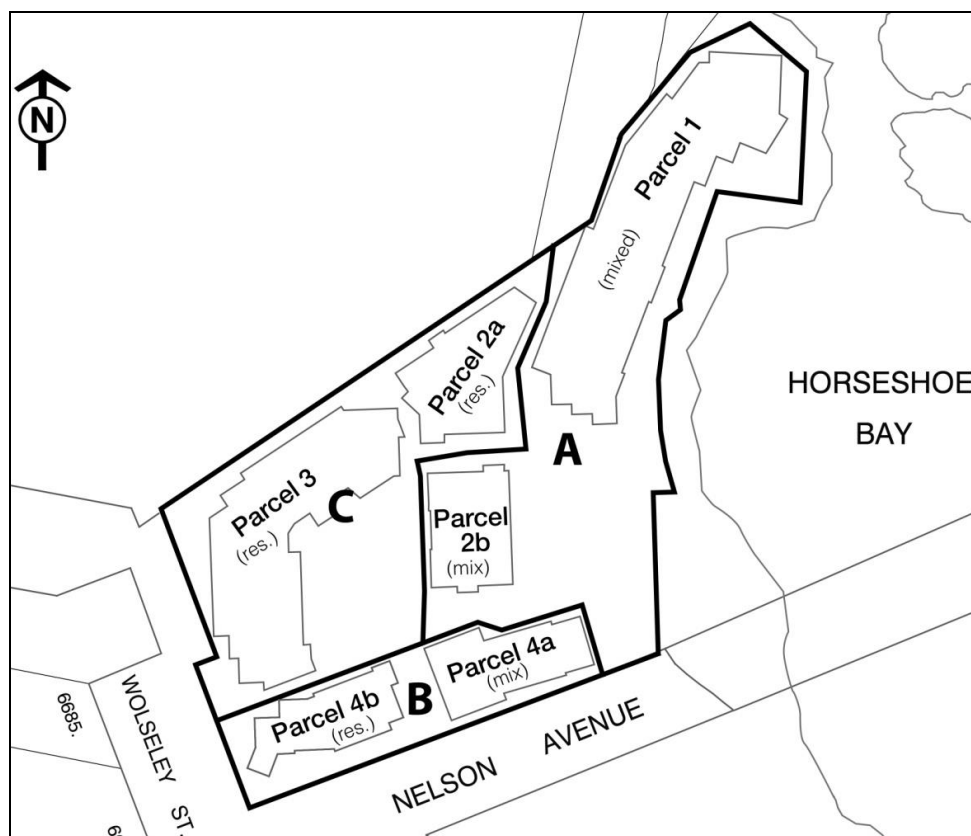 N
Parcel 1
(mixed)
Parcel 2a
(res.)
HORSESHOE
BAY
A
Parcel 3
(res.)
C
Parcel
2b
(mix)
Parcel 4a
(mix)
Parcel 4b
(res.)
B
6685.
WOLSELEY ST.
NELSON AVENUE